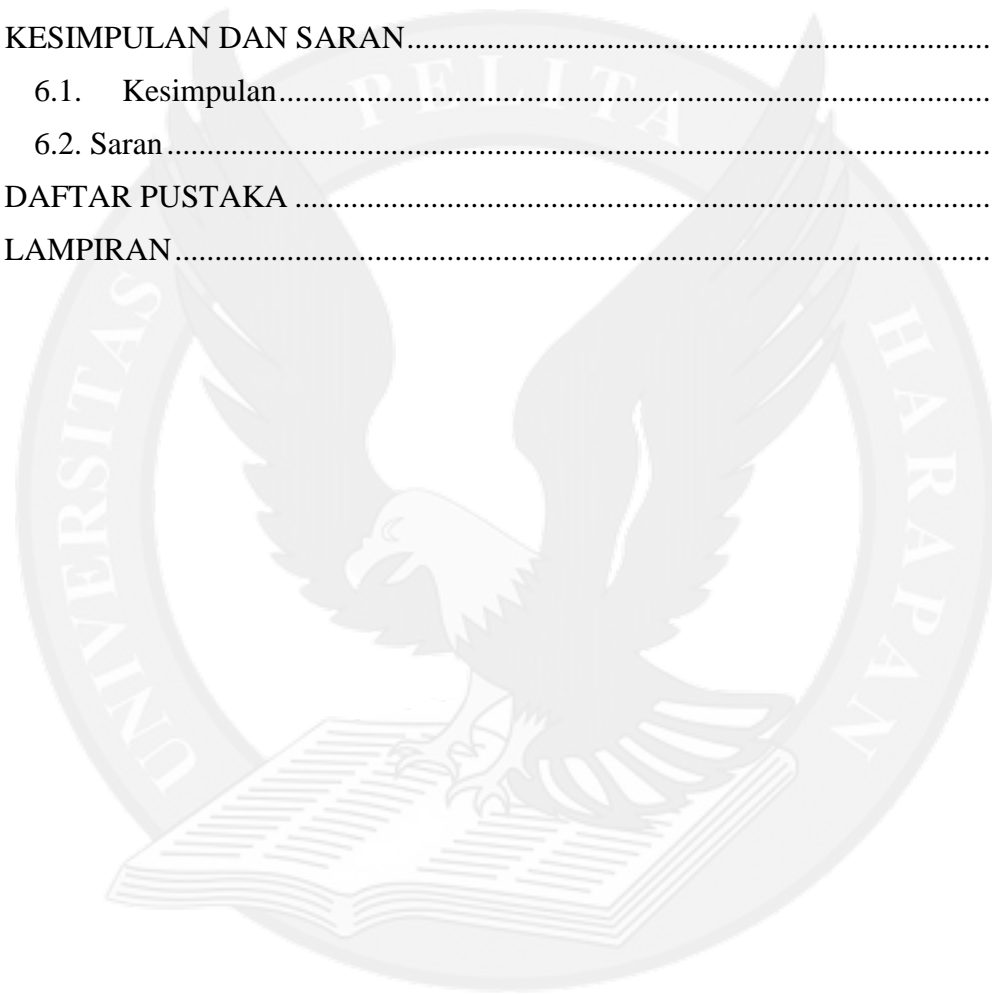 KESIMPULAN DAN SARAN....................................................................................
6.1. Kesimpulan....................................................................................
6.2. Saran....................................................................................
DAFTAR PUSTAKA....................................................................................
LAMPIRAN....................................................................................
UNIVERSITAS PELITA HARAPAN